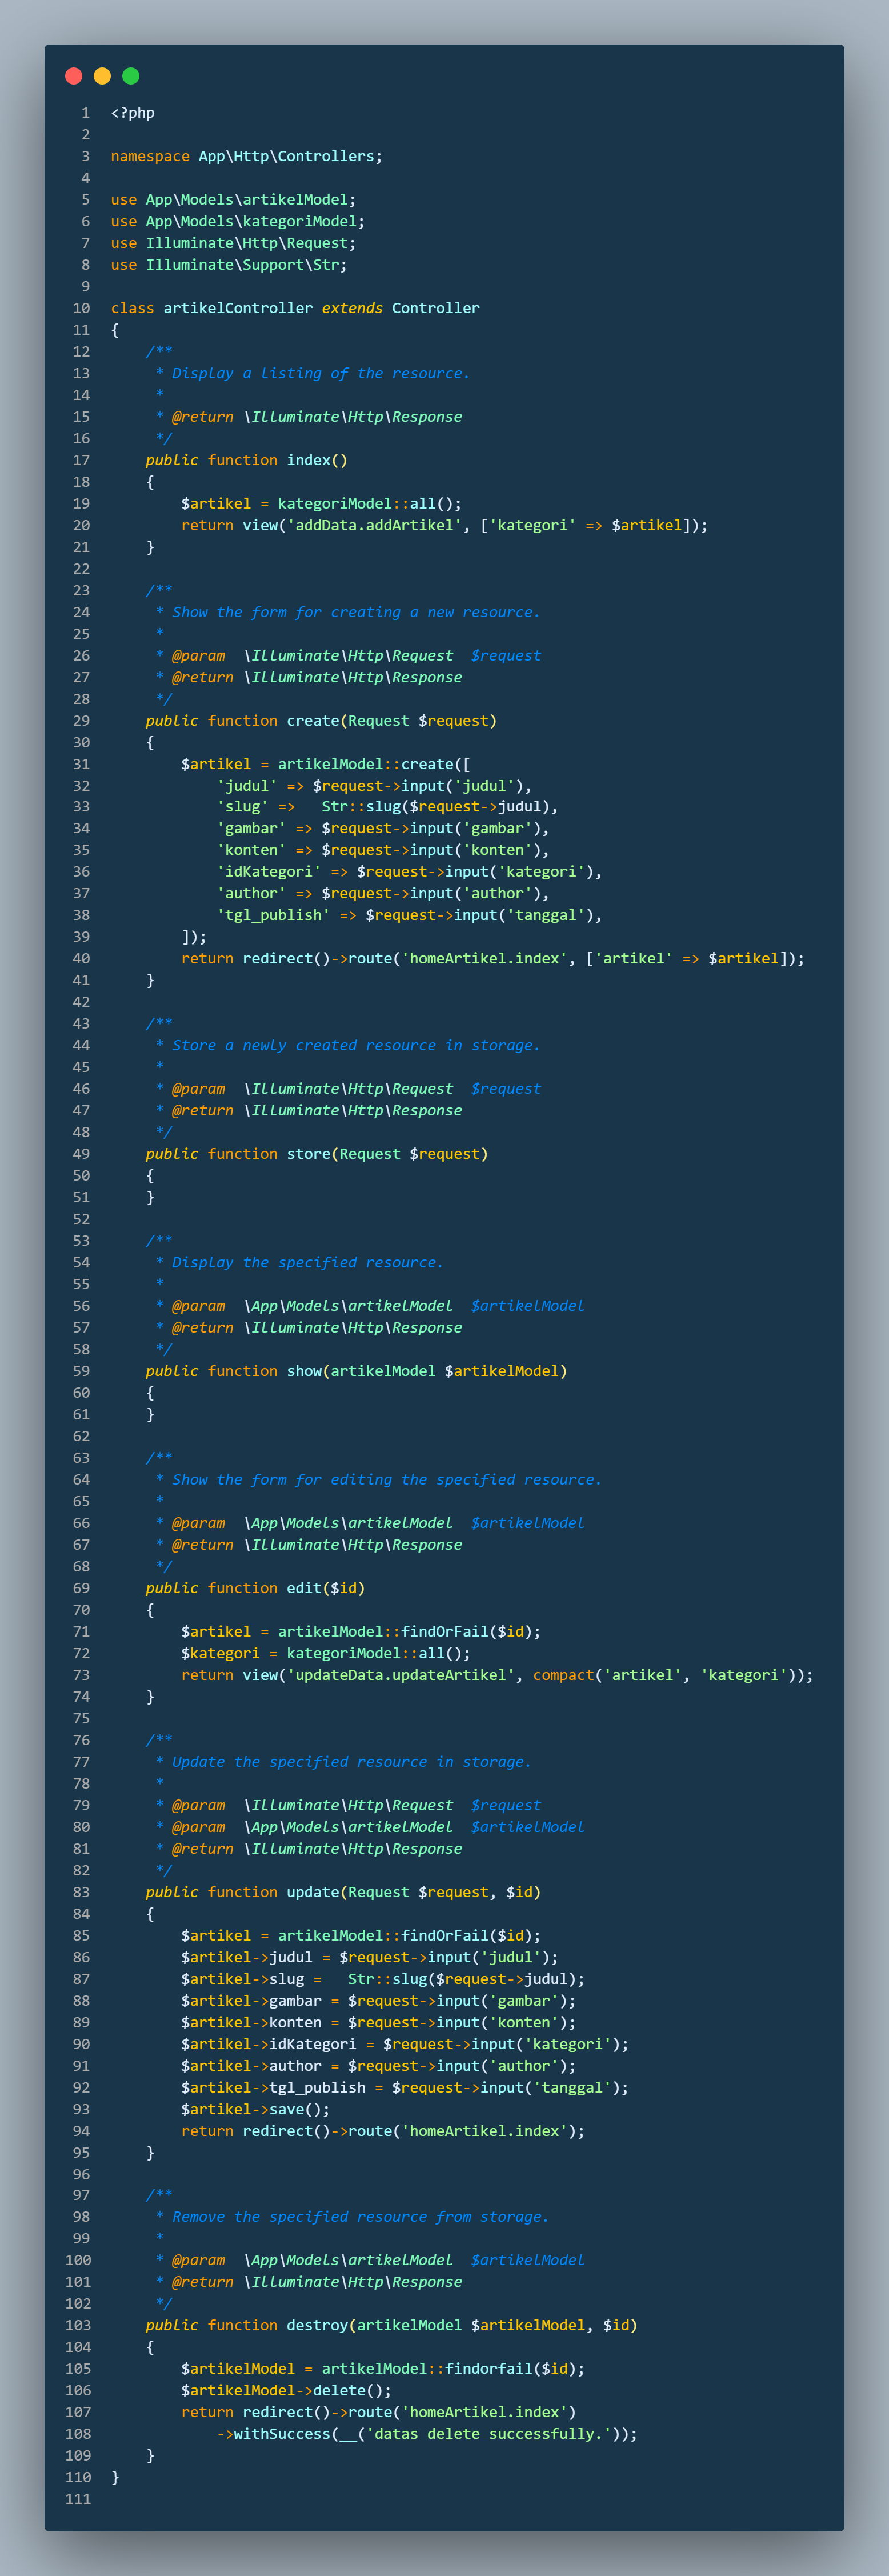 1 <?php
2
3 namespace App\Http\Controllers;
4
5 use App\Models\artikelModel;
6 use App\Models\kategoriModel;
7 use Illuminate\Http\Request;
8 use Illuminate\Support\Str;
9
10 class artikelController extends Controller
11 {
12     /**
13      * Display a listing of the resource.
14      *
15      * @return \Illuminate\Http\Response
16      */
17     public function index()
18     {
19         $artikel = kategoriModel::all();
20         return view('addData.addArtikel', ['kategori' => $artikel]);
21     }
22
23     /**
24      * Show the form for creating a new resource.
25      *
26      * @param  \Illuminate\Http\Request  $request
27      * @return \Illuminate\Http\Response
28      */
29     public function create(Request $request)
30     {
31         $artikel = artikelModel::create([
32             'judul' => $request->input('judul'),
33             'slug' =>   Str::slug($request->judul),
34             'gambar' => $request->input('gambar'),
35             'konten' => $request->input('konten'),
36             'idKategori' => $request->input('kategori'),
37             'author' => $request->input('author'),
38             'tgl_publish' => $request->input('tanggal'),
39         ]);
40         return redirect()->route('homeArtikel.index', ['artikel' => $artikel]);
41     }
42
43     /**
44      * Store a newly created resource in storage.
45      *
46      * @param  \Illuminate\Http\Request  $request
47      * @return \Illuminate\Http\Response
48      */
49     public function store(Request $request)
50     {
51     }
52
53     /**
54      * Display the specified resource.
55      *
56      * @param  \App\Models\artikelModel  $artikelModel
57      * @return \Illuminate\Http\Response
58      */
59     public function show(artikelModel $artikelModel)
60     {
61     }
62
63     /**
64      * Show the form for editing the specified resource.
65      *
66      * @param  \App\Models\artikelModel  $artikelModel
67      * @return \Illuminate\Http\Response
68      */
69     public function edit($id)
70     {
71         $artikel = artikelModel::findOrFail($id);
72         $kategori = kategoriModel::all();
73         return view('updateData.updateArtikel', compact('artikel', 'kategori'));
74     }
75
76     /**
77      * Update the specified resource in storage.
78      *
79      * @param  \Illuminate\Http\Request  $request
80      * @param  \App\Models\artikelModel  $artikelModel
81      * @return \Illuminate\Http\Response
82      */
83     public function update(Request $request, $id)
84     {
85         $artikel = artikelModel::findOrFail($id);
86         $artikel->judul = $request->input('judul');
87         $artikel->slug =   Str::slug($request->judul);
88         $artikel->gambar = $request->input('gambar');
89         $artikel->konten = $request->input('konten');
90         $artikel->idKategori = $request->input('kategori');
91         $artikel->author = $request->input('author');
92         $artikel->tgl_publish = $request->input('tanggal');
93         $artikel->save();
94         return redirect()->route('homeArtikel.index');
95     }
96
97     /**
98      * Remove the specified resource from storage.
99      *
100      * @param  \App\Models\artikelModel  $artikelModel
101      * @return \Illuminate\Http\Response
102      */
103     public function destroy(artikelModel $artikelModel, $id)
104     {
105         $artikelModel = artikelModel::findorfail($id);
106         $artikelModel->delete();
107         return redirect()->route('homeArtikel.index')
108             ->withSuccess(__('datas delete successfully.'));
109     }
110 }
111